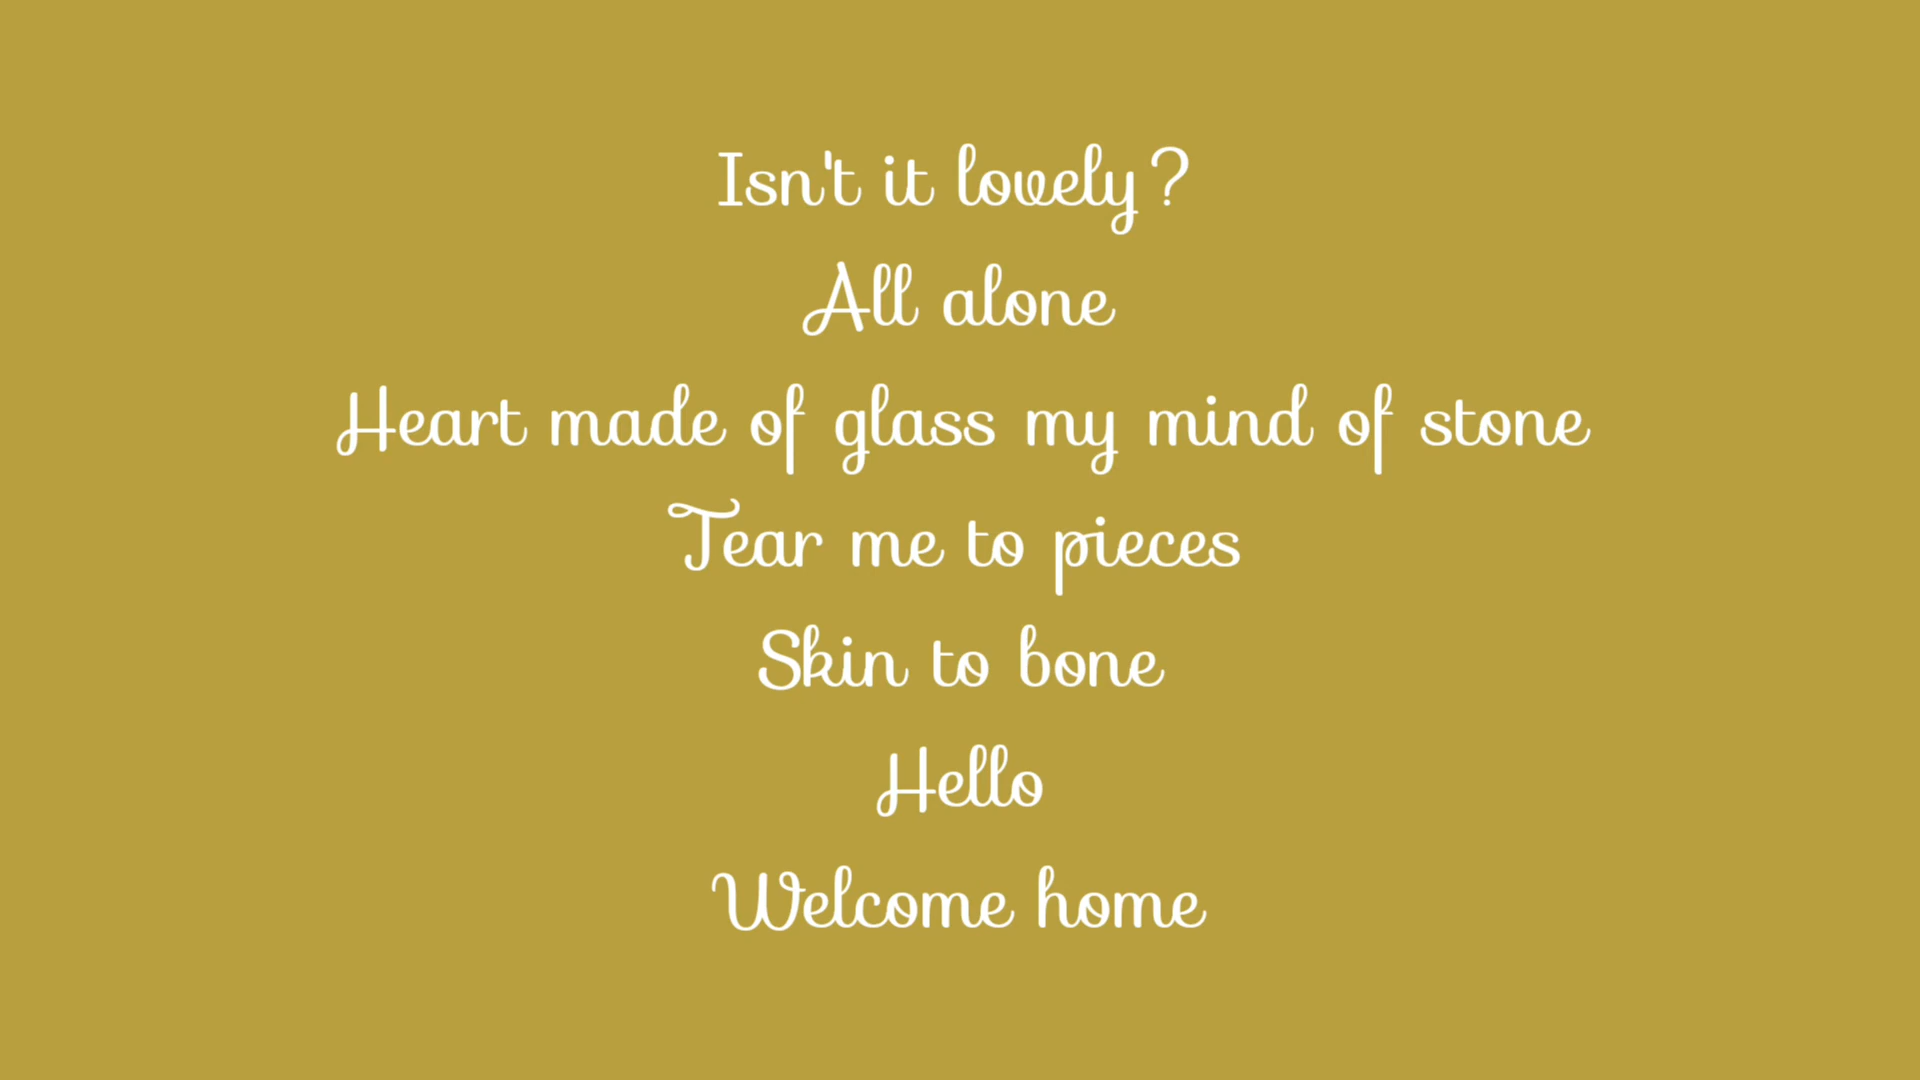 Isn't it lovely?
All alone
Heart made of glass my mind of stone
Tear me to pieces
Skin to bone
Hello
Welcome home